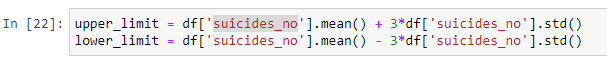 In [22]: upper_limit = df['suicides_no'].mean() + 3*df['suicides_no'].std()
lower_limit = df['suicides_no'].mean() - 3*df['suicides_no'].std()